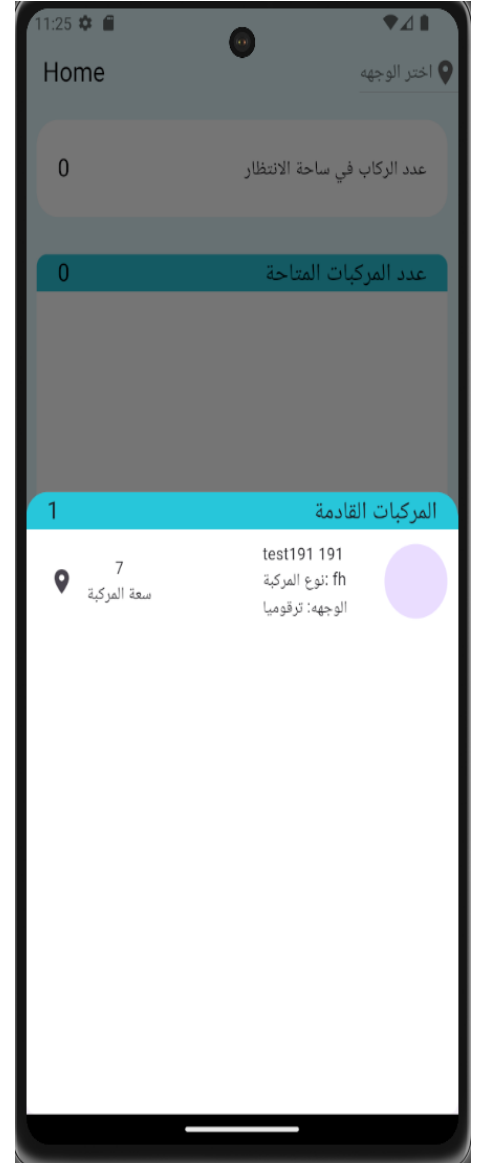 11:25
Home
اختر الوجهه
عدد الركاب في ساحة الانتظار
0
عدد المركبات المتاحة
0
المركبات القادمة
1
test191 191
نوع المركبة: fh
الوجهه: ترقوميا
7
سعة المركبة